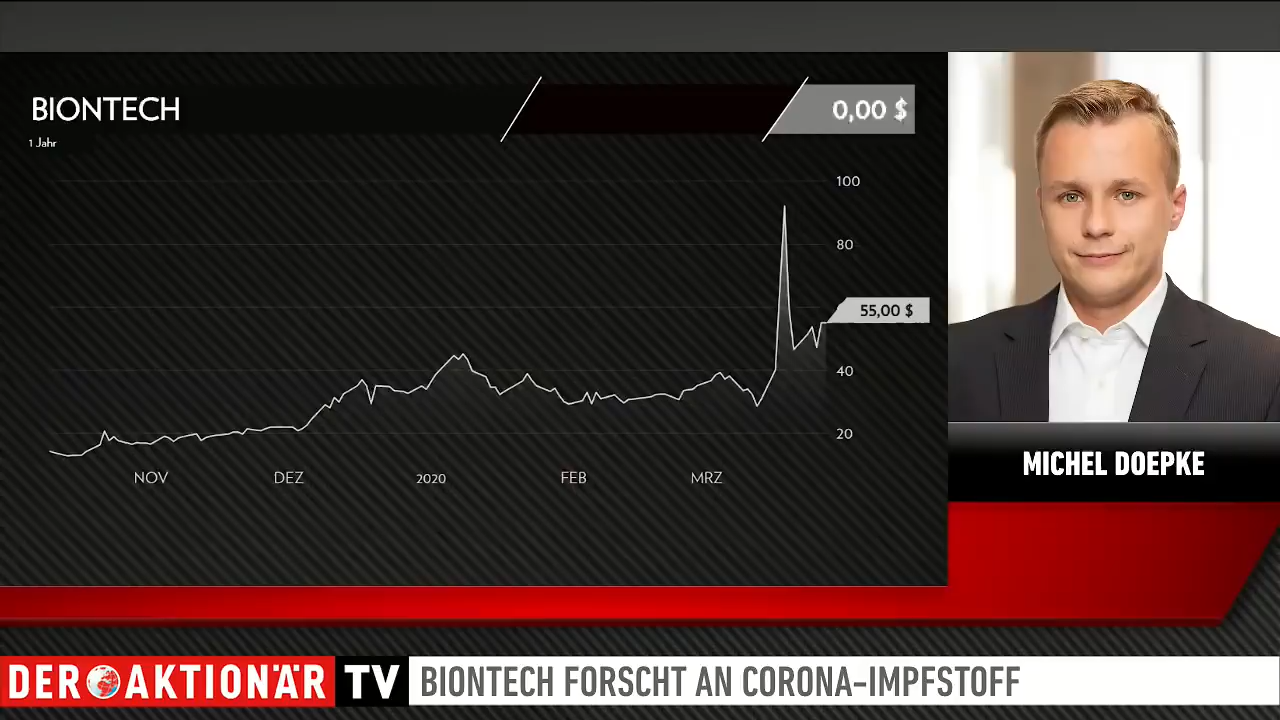 BIONTECH
0,00 $
1 Jahr
100
80
55,00 $
40
20
NOV
DEZ
2020
FEB
MRZ
MICHEL DOEPKE
DER AKTIONÄR TV
BIONTECH FORSCHT AN CORONA-IMPFSTOFF